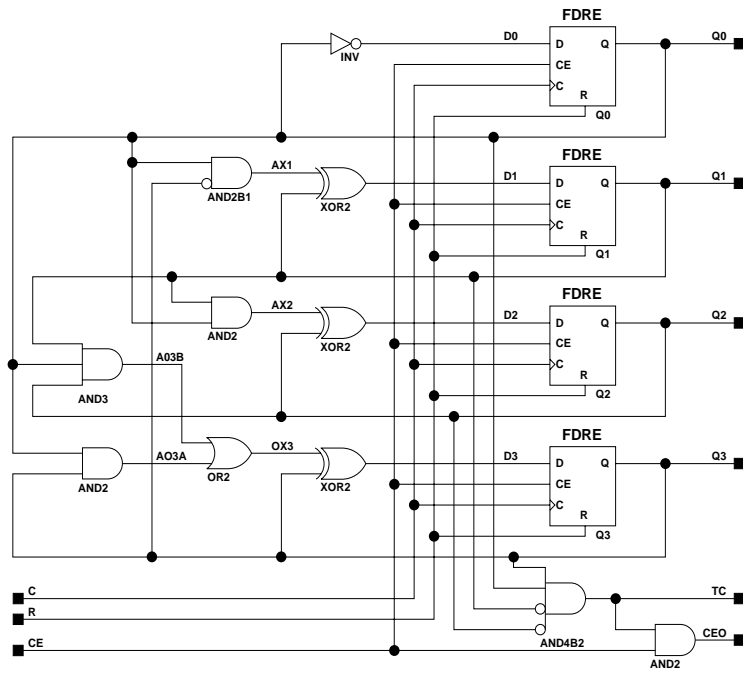 FDRE
D0
D
Q
Q0
INV
CE
C
R
Q0
FDRE
AX1
D1
D
Q
Q1
CE
AND2B1
XOR2
C
R
Q1
FDRE
AX2
D2
D
Q
Q2
AND2
XOR2
CE
A03B
C
R
Q2
AND3
FDRE
AO3A
OX3
D3
D
Q
Q3
AND2
OR2
XOR2
CE
C
R
Q3
C
TC
R
CE
AND4B2
CEO
AND2